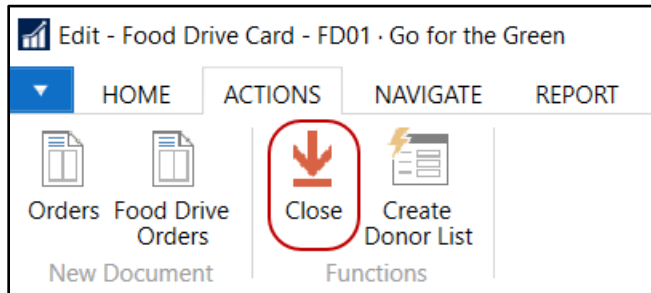 Edit - Food Drive Card - FD01 · Go for the Green
HOME ACTIONS NAVIGATE REPORT
Orders Food Drive Close Create
Orders Donor List
New Document Functions